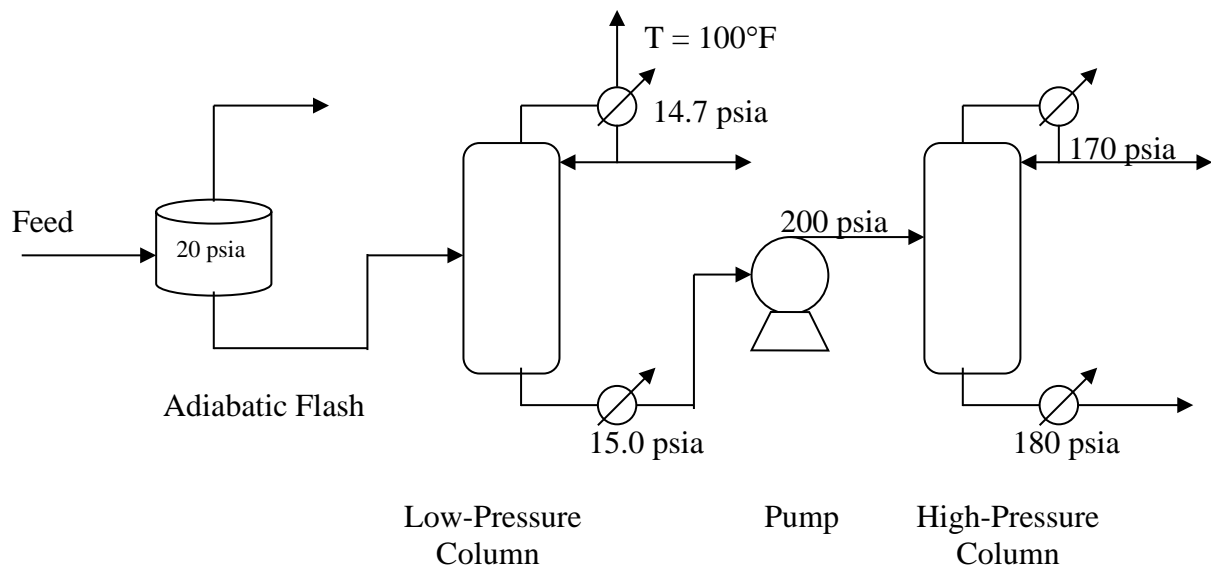 T = 100°F
14.7 psia
170 psia
Feed
20 psia
200 psia
Adiabatic Flash
15.0 psia
180 psia
Low-Pressure
Column
Pump
High-Pressure
Column